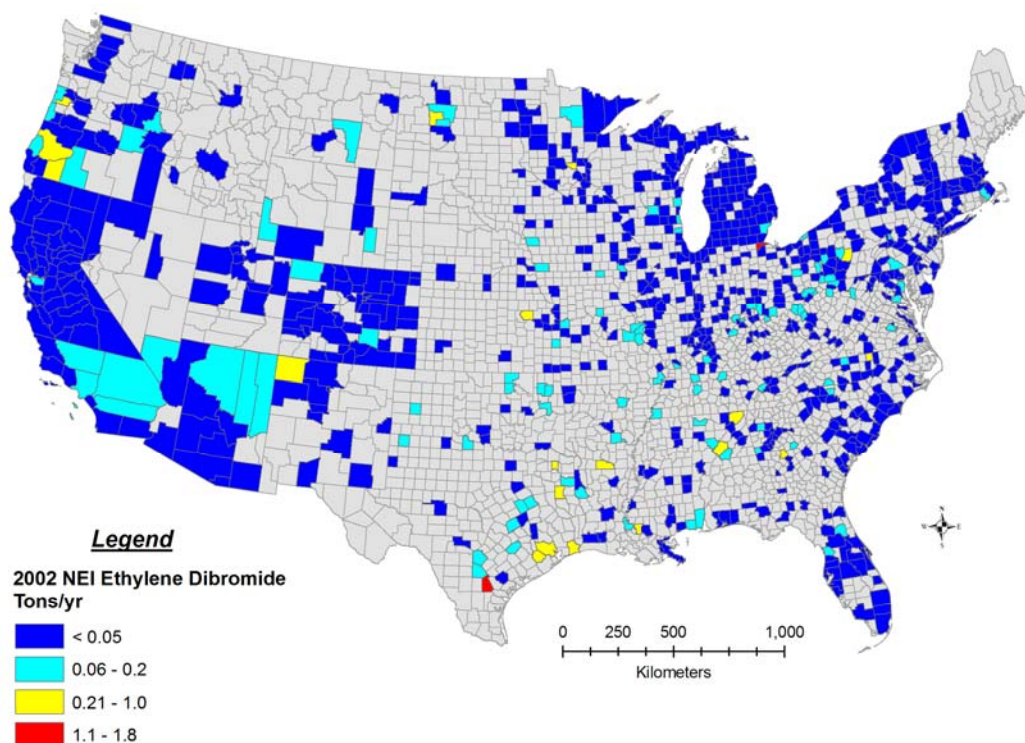 N
W E
S
Legend
2002 NEI Ethylene Dibromide
Tons/yr
< 0.05
0.06 - 0.2
0.21 - 1.0
1.1 - 1.8
0 250 500 1,000
Kilometers